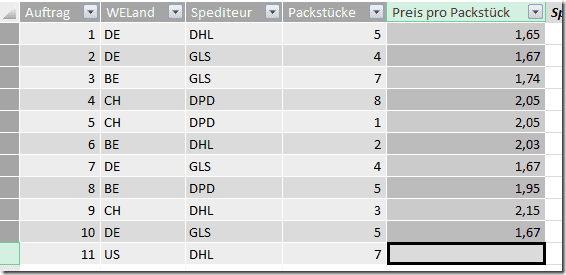 Auftrag WELand Spediteur Packstücke Preis pro Packstück Sp
1 DE DHL 5 1,65
2 DE GLS 4 1,67
3 BE GLS 7 1,74
4 CH DPD 8 2,05
5 CH DPD 1 2,05
6 BE DHL 2 2,03
7 DE GLS 4 1,67
8 BE DPD 5 1,95
9 CH DHL 3 2,15
10 DE GLS 5 1,67
11 US DHL 7